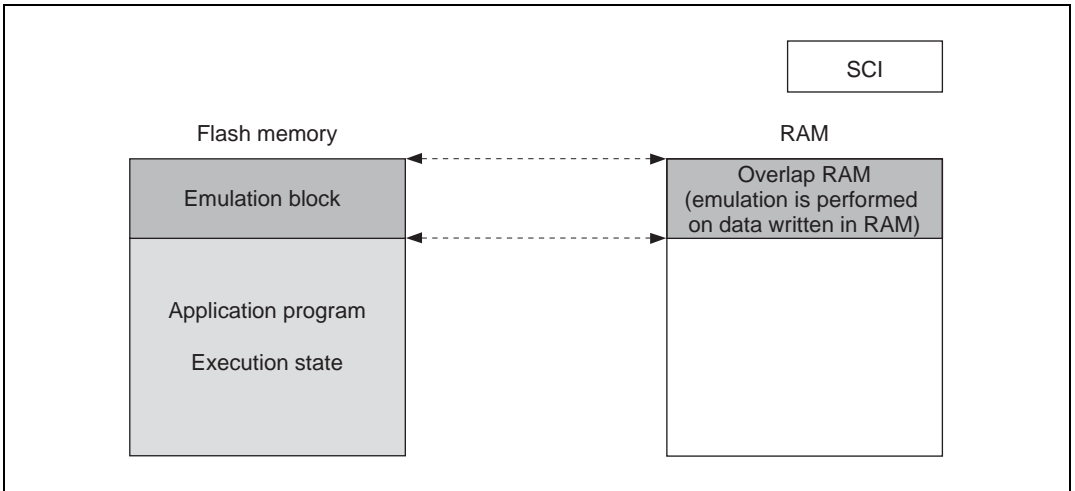 SCI
Flash memory
RAM
Emulation block
Overlap RAM
(emulation is performed
on data written in RAM)
Application program
Execution state